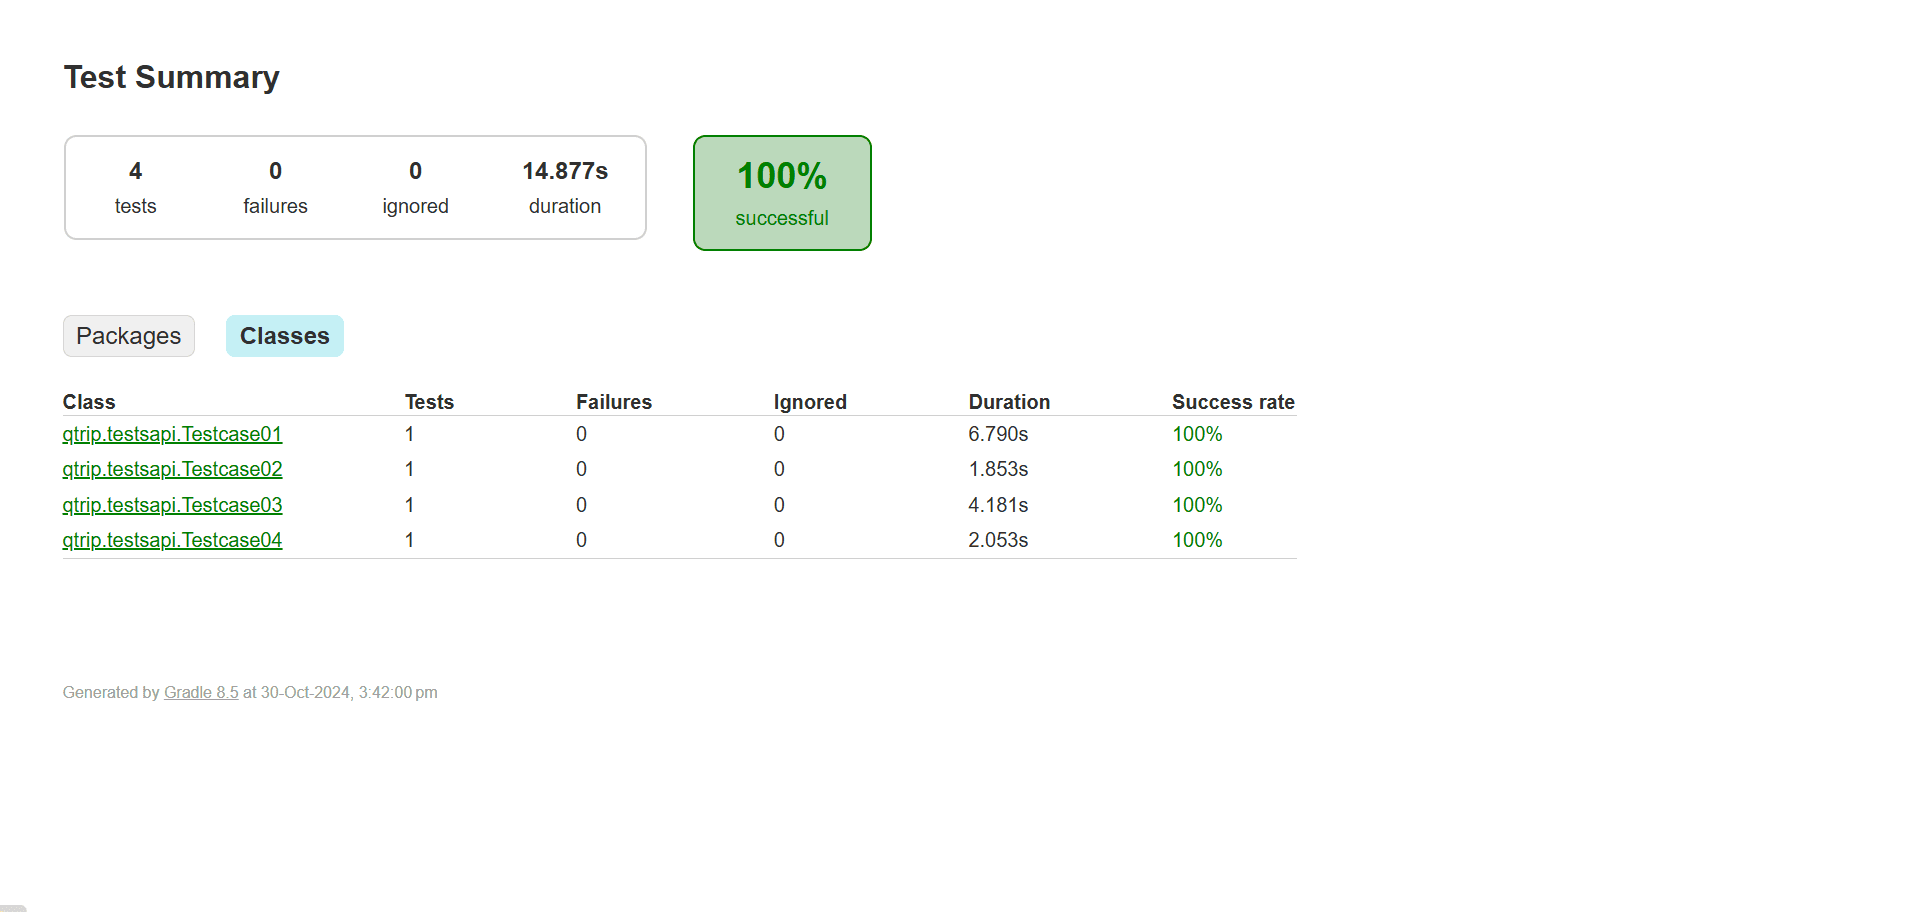 Test Summary
4 0 0 14.877s
tests failures ignored duration
100%
successful
Packages Classes
Class Tests Failures Ignored Duration Success rate
qtrip.testsapi.Testcase01 1 0 0 6.790s 100%
qtrip.testsapi.Testcase02 1 0 0 1.853s 100%
qtrip.testsapi.Testcase03 1 0 0 4.181s 100%
qtrip.testsapi.Testcase04 1 0 0 2.053s 100%
Generated by Gradle 8.5 at 30-Oct-2024, 3:42:00 pm